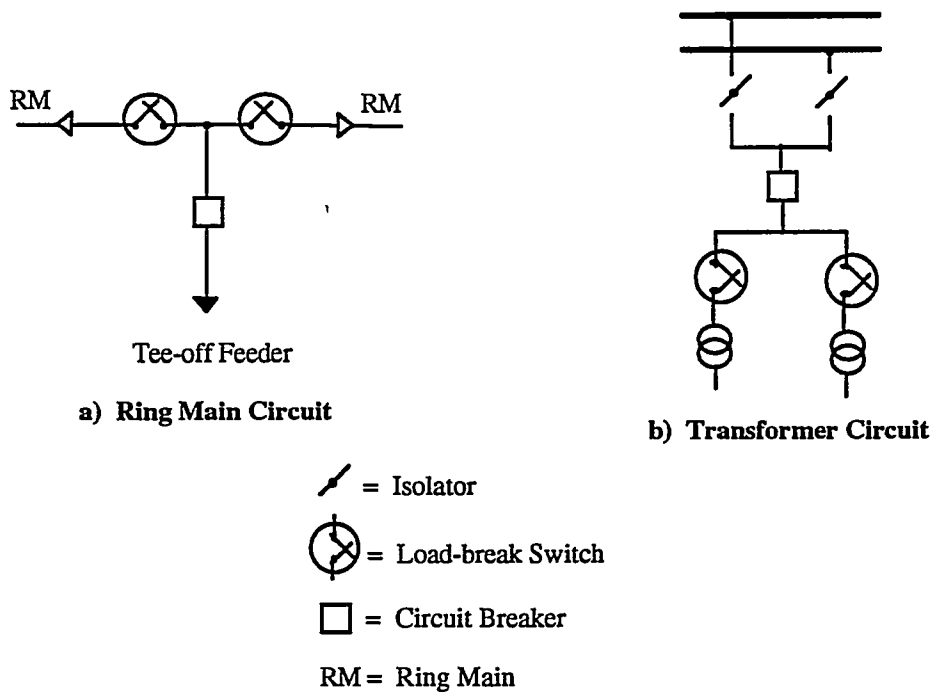 RM
RM
Tee-off Feeder
a) Ring Main Circuit
b) Transformer Circuit
= Isolator
= Load-break Switch
= Circuit Breaker
RM = Ring Main